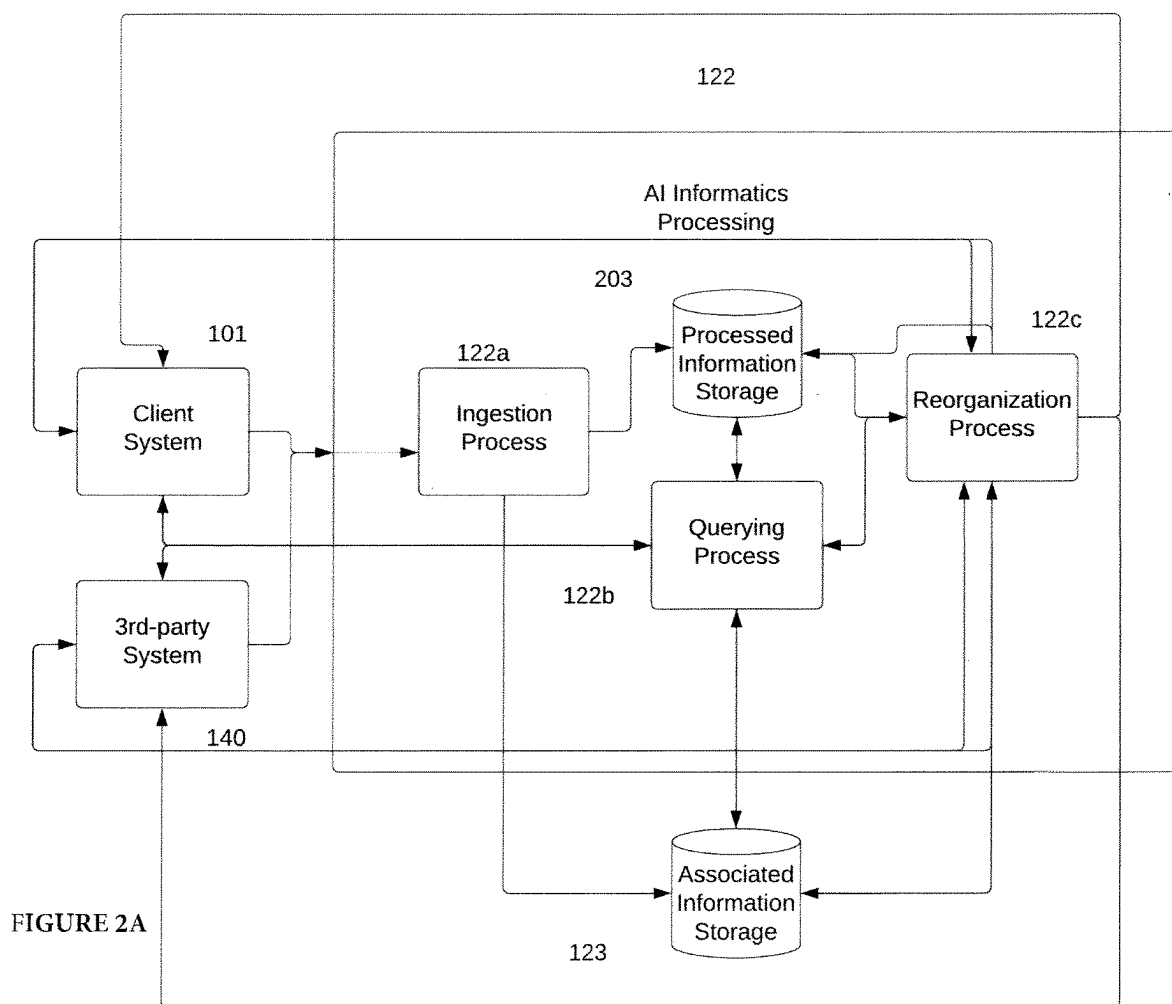 122
AI Informatics
Processing
203
101
122c
122a
Processed
Information
Storage
Client
System
Ingestion
Process
Reorganization
Process
Querying
Process
122b
3rd-party
System
140
Associated
Information
Storage
FIGURE 2A
123